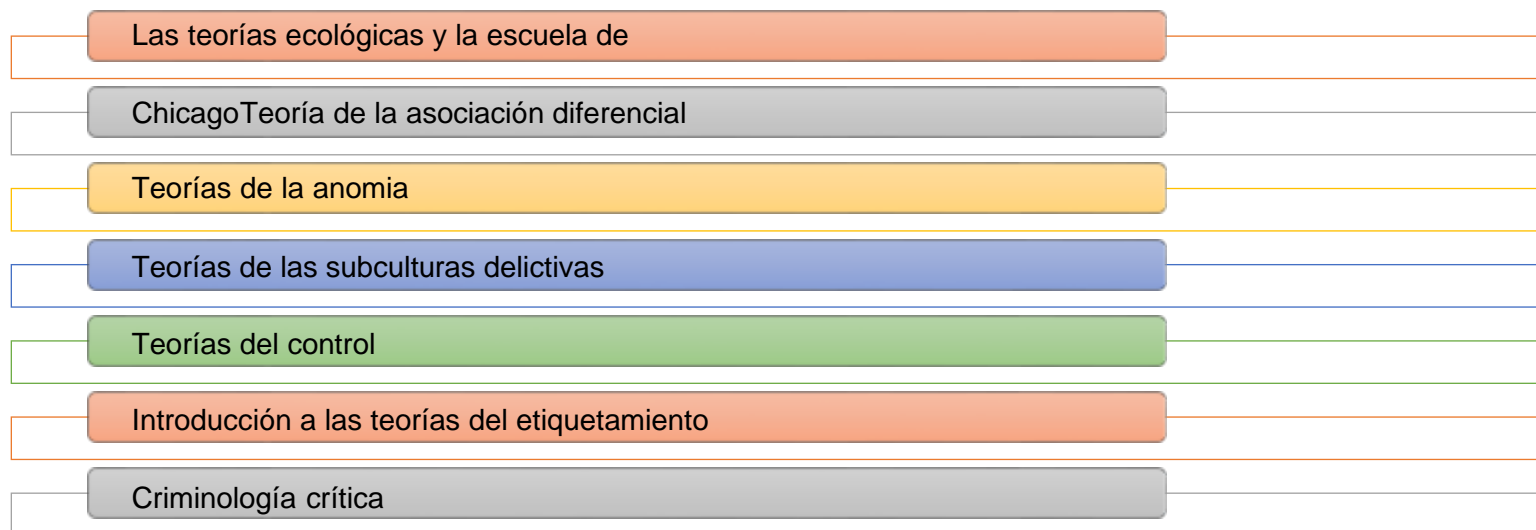 Las teorías ecológicas y la escuela de
ChicagoTeoría de la asociación diferencial
Teorías de la anomia
Teorías de las subculturas delictivas
Teorías del control
Introducción a las teorías del etiquetamiento
Criminología crítica